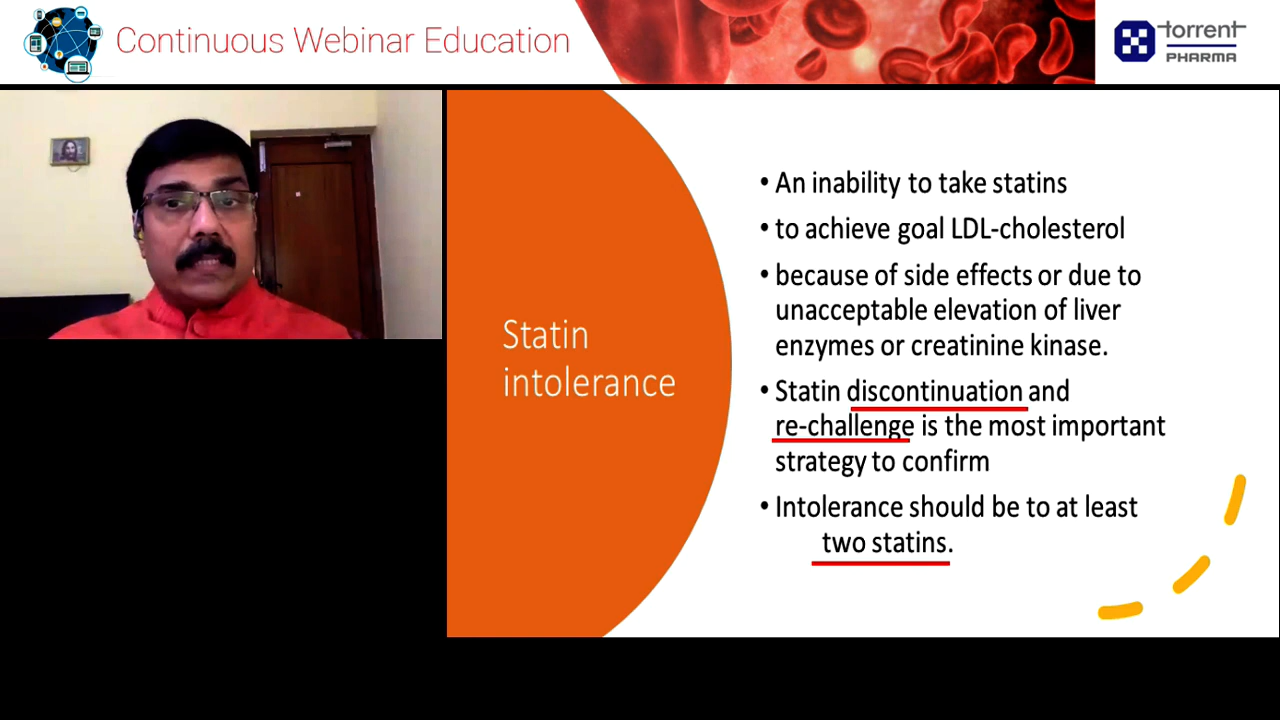 Continuous Webinar Education
torrent
PHARMA
Statin
intolerance
• An inability to take statins
• to achieve goal LDL-cholesterol
• because of side effects or due to
unacceptable elevation of liver
enzymes or creatinine kinase.
• Statin discontinuation and
re-challenge is the most important
strategy to confirm
• Intolerance should be to at least
two statins.